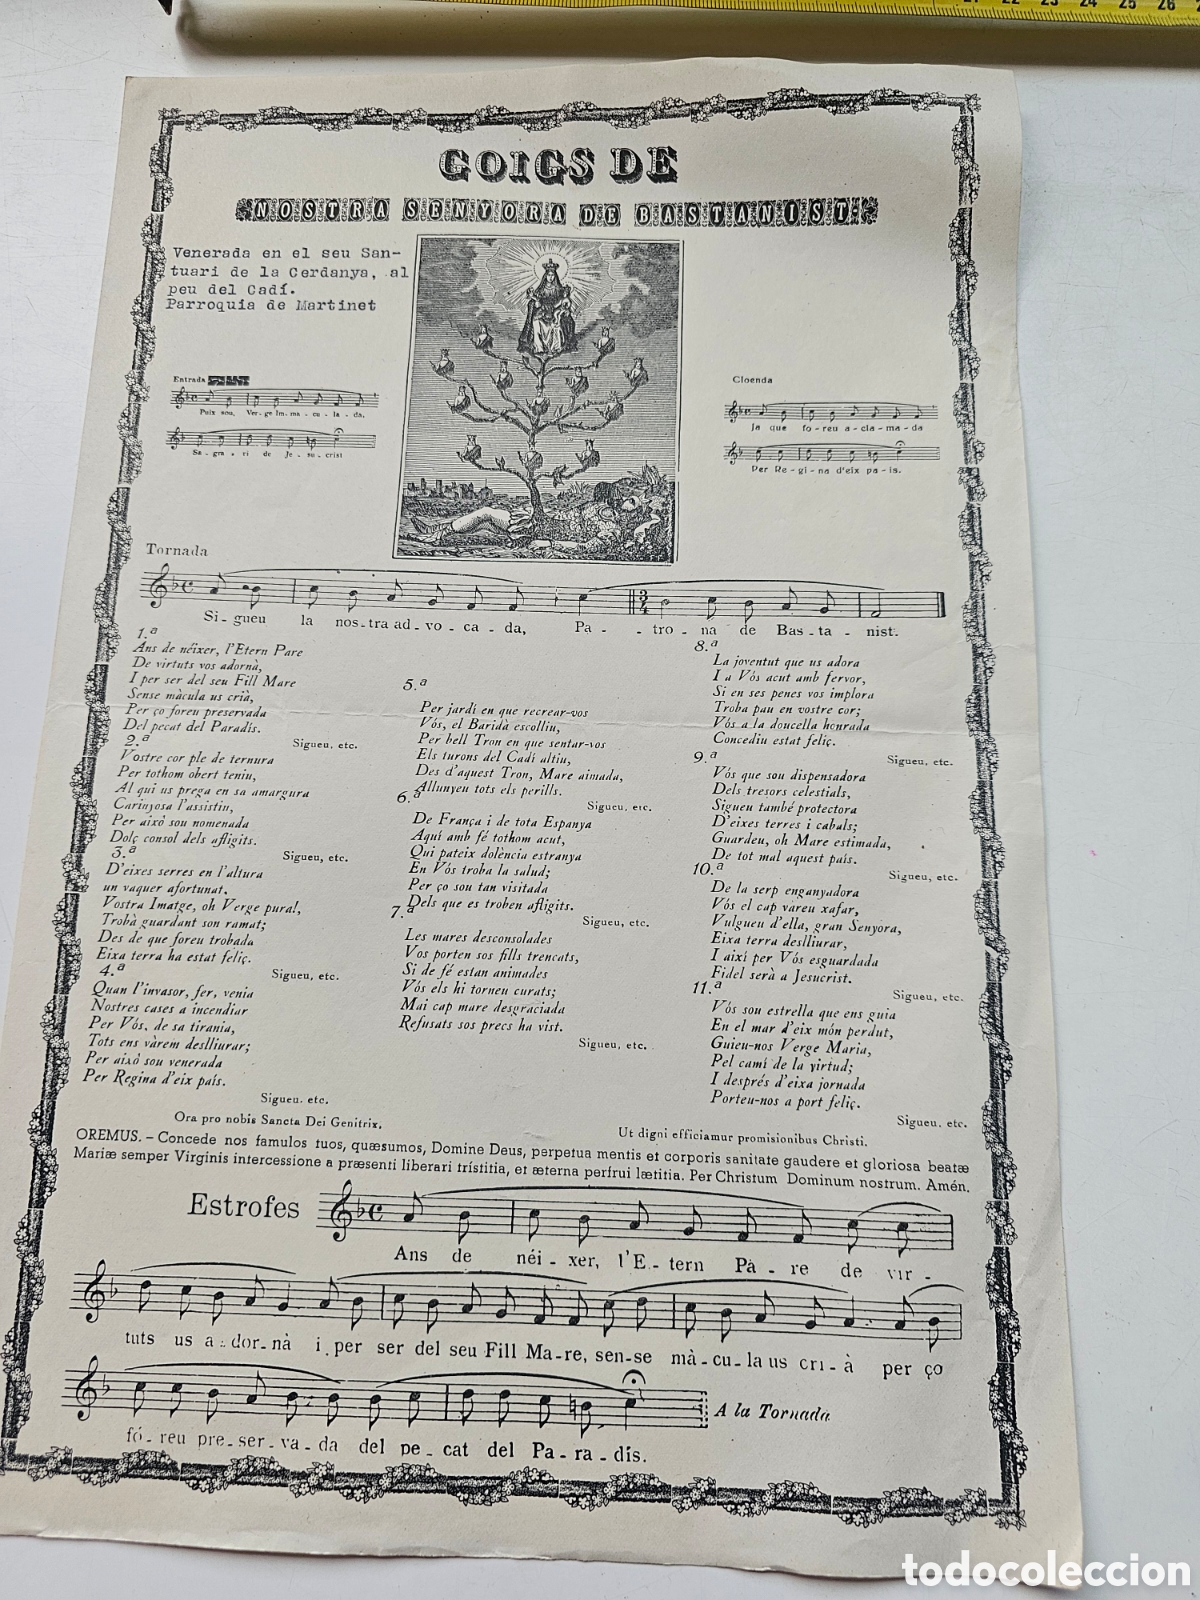 21 22 23 24 25 26
GOIGS DE
NOSTRA SENYORA DE BASTANIST
Venerada en el seu San-
tuari de la Cerdanya, al
peu del Cadí.
Parroquia de Martinet
Entrada
Puix sou, Ver-ge Im-ma-cu-la-da,
Sa-gra-ri de Je-su-crist
Cloenda
Ja que fo-reu a-cla-ma-da
Per Re-gi-na d'eix pa-is.
Tornada
Si-gueu la nos-tra ad-vo-ca-da, Pa-tro-na de Bas-ta-nist.
1.ª
Ans de néixer, l'Etern Pare
De virtuts vos adornà,
I per ser del seu Fill Mare
Sense màcula us crià,
Per ço foreu preservada
Del pecat del Paradís.
Sigueu, etc.
2.ª
Vostre cor ple de ternura
Per tothom obert teniu,
Al qui us prega en sa amargura
Carinyosa l'assistiu,
Per això sou nomenada
Dolç consol dels afligits.
Sigueu, etc.
3.ª
D'eixes serres en l'altura
un vaquer afortunat,
Vostra Imatge, oh Verge pura!,
Trobà guardant son ramat;
Des de que foreu trobada
Eixa terra ha estat feliç.
Sigueu, etc.
4.ª
Quan l'invasor, fer, venia
Nostres cases a incendiar
Per Vós, de sa tirania,
Tots ens vàrem deslliurar;
Per això sou venerada
Per Regina d'eix país.
Sigueu. etc.
5.ª
Per jardí en que recrear-vos
Vós, el Baridà escolliu,
Per bell Tron en que sentar-vos
Els turons del Cadí altiu,
Des d'aquest Tron, Mare aimada,
Allunyeu tots els perills.
Sigueu, etc.
6.ª
De França i de tota Espanya
Aquí amb fé tothom acut,
Qui pateix dolència estranya
En Vós troba la salud;
Per ço sou tan visitada
Dels que es troben afligits.
Sigueu, etc.
7.ª
Les mares desconsolades
Vos porten sos fills trencats,
Si de fé estan animades
Vós els hi torneu curats;
Mai cap mare desgraciada
Refusats sos precs ha vist.
Sigueu, etc.
8.ª
La joventut que us adora
I a Vós acut amb fervor,
Si en ses penes vos implora
Troba pau en vostre cor;
Vós a la doncella honrada
Concediu estat feliç.
Sigueu, etc.
9.ª
Vós que sou dispensadora
Dels tresors celestials,
Sigueu també protectora
D'eixes terres i cabals;
Guardeu, oh Mare estimada,
De tot mal aquest país.
Sigueu, etc.
10.ª
De la serp enganyadora
Vós el cap vareu xafar,
Vulgueu d'ella, gran Senyora,
Eixa terra deslliurar,
I així per Vós esguardada
Fidel serà a Jesucrist.
Sigueu, etc.
11.ª
Vós sou estrella que ens guia
En el mar d'eix món perdut,
Guieu-nos Verge Maria,
Pel camí de la virtud;
I després d'eixa jornada
Porteu-nos a port feliç.
Sigueu. etc.
Ora pro nobis Sancta Dei Genitrix.
Ut digni efficiamur promisionibus Christi.
OREMUS. - Concede nos famulos tuos, quæsumos, Domine Deus, perpetua mentis et corporis sanitate gaudere et gloriosa beatæ
Mariæ semper Virginis intercessione a præsenti liberari trístitia, et æterna perfrui lætitia. Per Christum Dominum nostrum. Amén.
Estrofes
Ans de néi-xer, l'E-tern Pà-re de vir-
tuts us a-dor-nà i per ser del seu Fill Ma-re, sen-se mà-cu-la us cri-à per ço
fó-reu pre-ser-va-da del pe-cat del Pa-ra-dís.
A la Tornada
todocoleccion